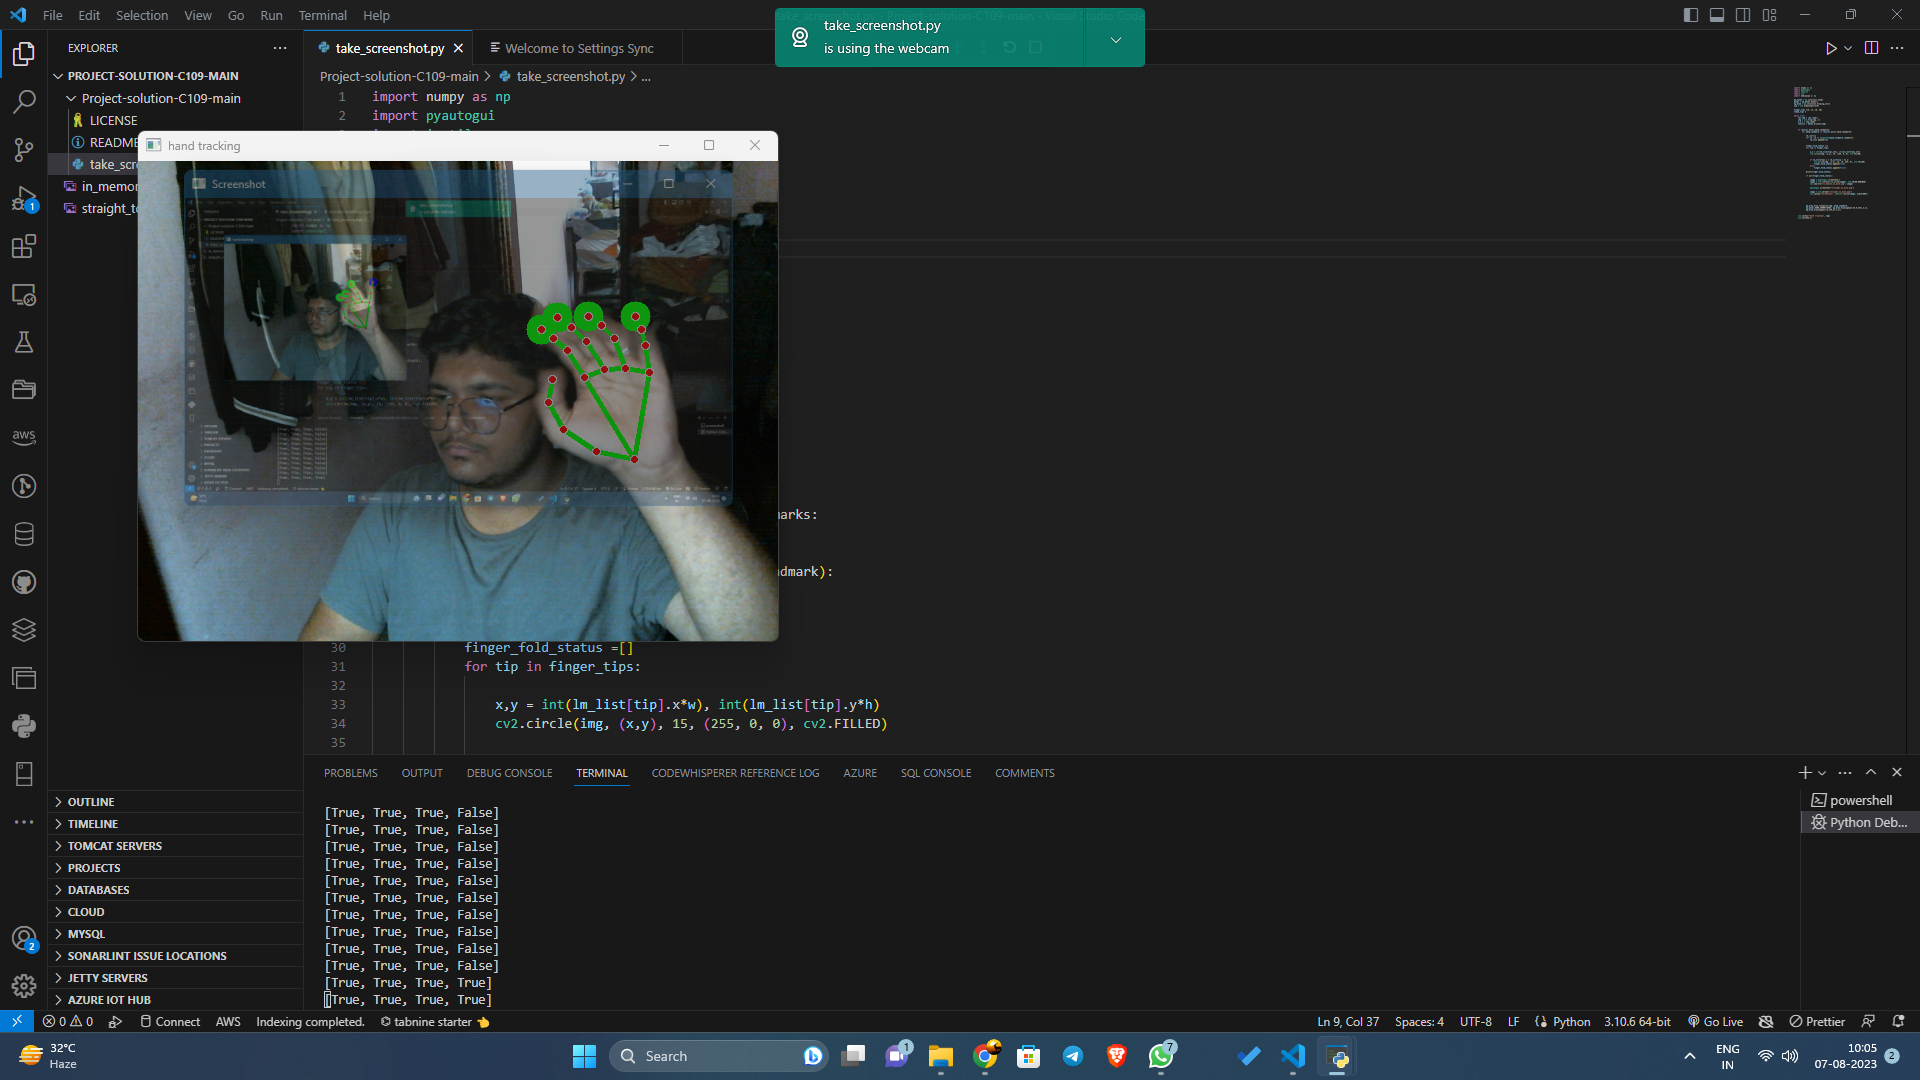 File Edit Selection View Go Run Terminal Help
take_screenshot.py
is using the webcam
EXPLORER
take_screenshot.py
Welcome to Settings Sync
PROJECT-SOLUTION-C109-MAIN
Project-solution-C109-main
LICENSE
README
take_scre
in_memor
straight_to
Project-solution-C109-main > take_screenshot.py > ...
1 import numpy as np
2 import pyautogui
hand tracking
Screenshot
arks:
dmark):
30 finger_fold_status =[]
31 for tip in finger_tips:
32
33 x,y = int(lm_list[tip].x*w), int(lm_list[tip].y*h)
34 cv2.circle(img, (x,y), 15, (255, 0, 0), cv2.FILLED)
35
PROBLEMS OUTPUT DEBUG CONSOLE TERMINAL CODEWHISPERER REFERENCE LOG AZURE SQL CONSOLE COMMENTS
[True, True, True, False]
[True, True, True, False]
[True, True, True, False]
[True, True, True, False]
[True, True, True, False]
[True, True, True, False]
[True, True, True, False]
[True, True, True, False]
[True, True, True, False]
[True, True, True, False]
[True, True, True, True]
[True, True, True, True]
powershell
Python Deb...
aws
1
2
OUTLINE
TIMELINE
TOMCAT SERVERS
PROJECTS
DATABASES
CLOUD
MYSQL
SONARLINT ISSUE LOCATIONS
JETTY SERVERS
AZURE IOT HUB
0 0 Connect AWS Indexing completed. tabnine starter
Ln 9, Col 37 Spaces: 4 UTF-8 LF Python 3.10.6 64-bit Go Live Prettier
32°C
Haze
Search
1
7
ENG
IN
10:05
07-08-2023
2